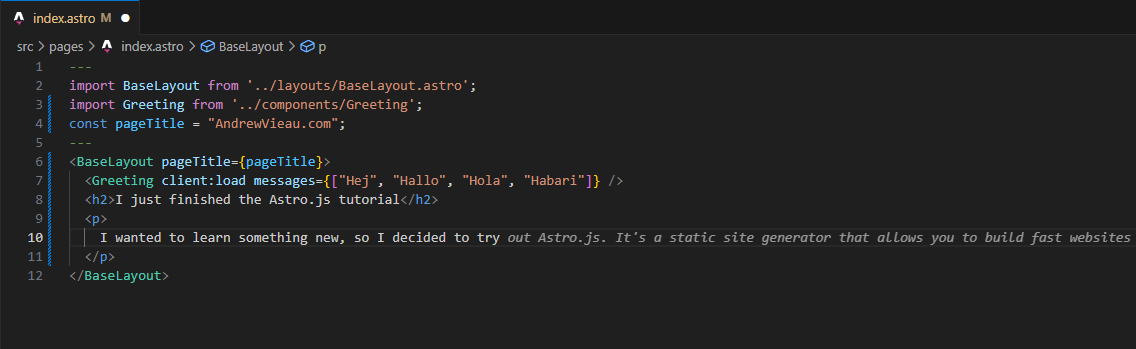 index.astro M
src > pages > index.astro > BaseLayout > p
1 ---
2 import BaseLayout from '../layouts/BaseLayout.astro';
3 import Greeting from '../components/Greeting';
4 const pageTitle = "AndrewVieau.com";
5 ---
6 <BaseLayout pageTitle={pageTitle}>
7 <Greeting client:load messages={["Hej", "Hallo", "Hola", "Habari"]} />
8 <h2>I just finished the Astro.js tutorial</h2>
9 <p>
10 I wanted to learn something new, so I decided to try out Astro.js. It's a static site generator that allows you to build fast websites
11 </p>
12 </BaseLayout>